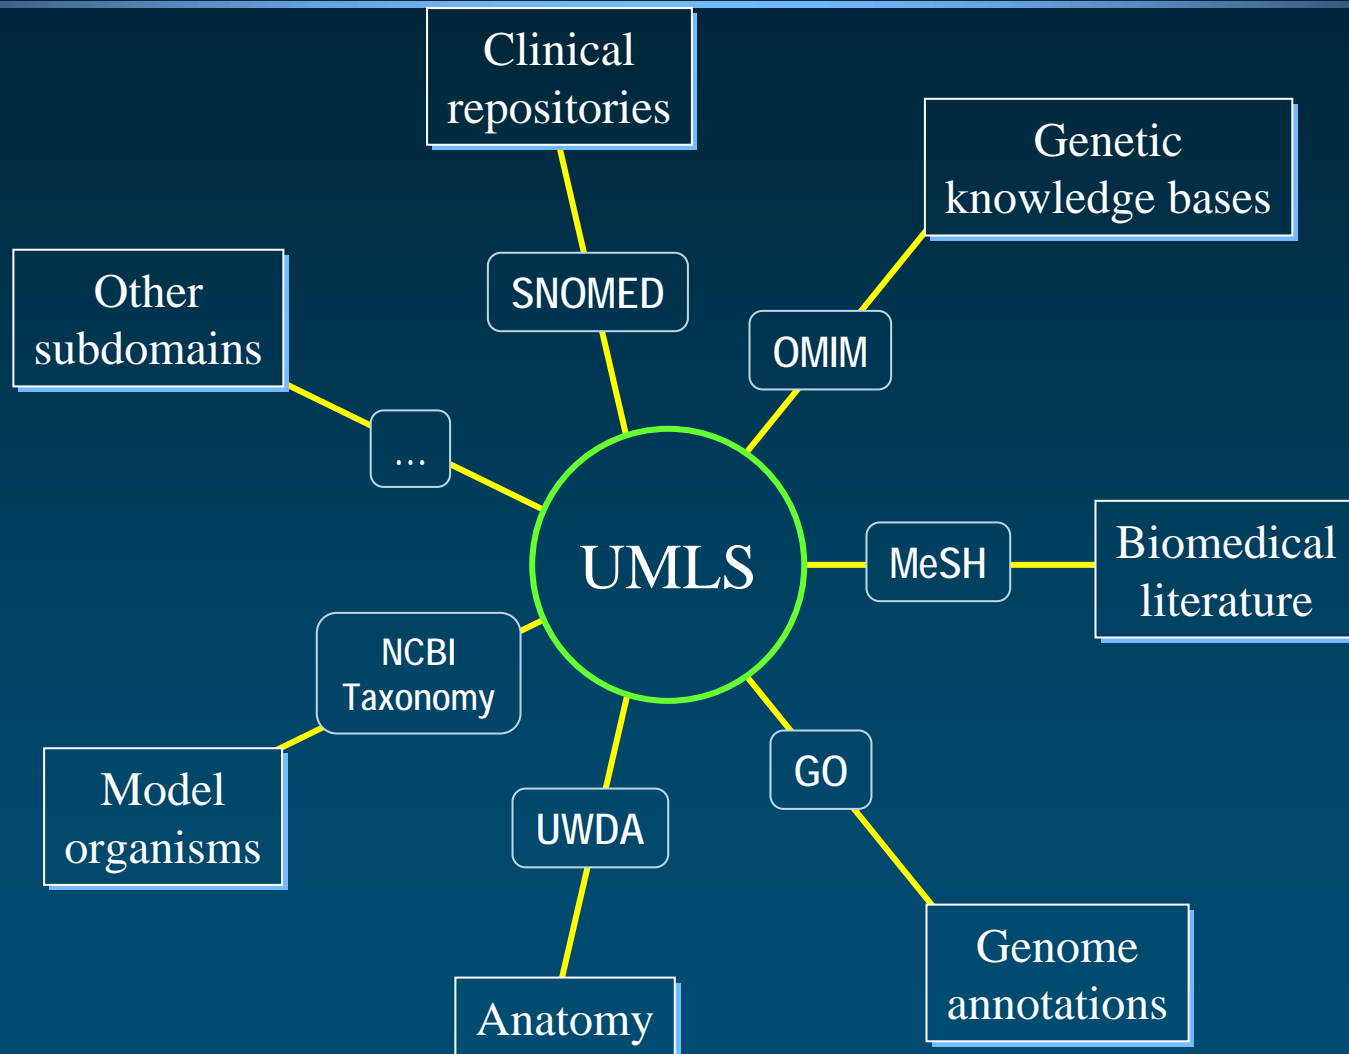 Clinical
repositories
Genetic
knowledge bases
SNOMED
Other
subdomains
OMIM
...
UMLS
MeSH
Biomedical
literature
NCBI
Taxonomy
GO
Model
organisms
UWDA
Genome
annotations
Anatomy